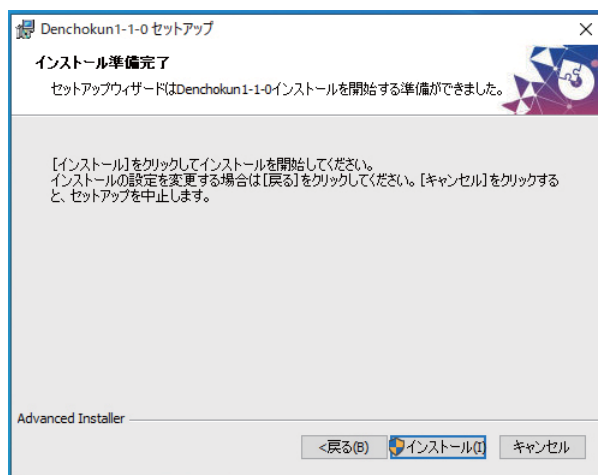 Denchokun1-1-0 セットアップ
インストール準備完了
セットアップウィザードはDenchokun1-1-0インストールを開始する準備ができました。
[インストール]をクリックしてインストールを開始してください。
インストールの設定を変更する場合は[戻る]をクリックしてください。[キャンセル]をクリックする
と、セットアップを中止します。
Advanced Installer
<戻る(B)
インストール(I)
キャンセル